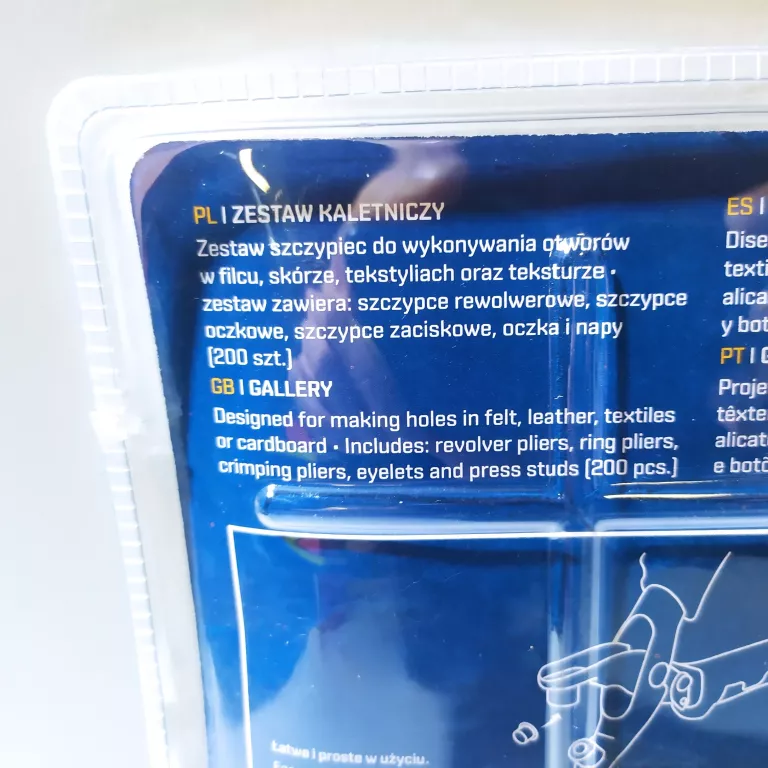 PL | ZESTAW KALETNICZY
Zestaw szczypiec do wykonywania otworów
w filcu, skórze, tekstyliach oraz teksturze •
zestaw zawiera: szczypce rewolwerowe, szczypce
oczkowe, szczypce zaciskowe, oczka i napy
(200 szt.)
GB | GALLERY
Designed for making holes in felt, leather, textiles
or cardboard • Includes: revolver pliers, ring pliers,
crimping pliers, eyelets and press studs (200 pcs.)
ES |
Dise
texti
alica
y bot
PT | G
Proje
têxte
alicat
e botõ
Łatwe i proste w użyciu.